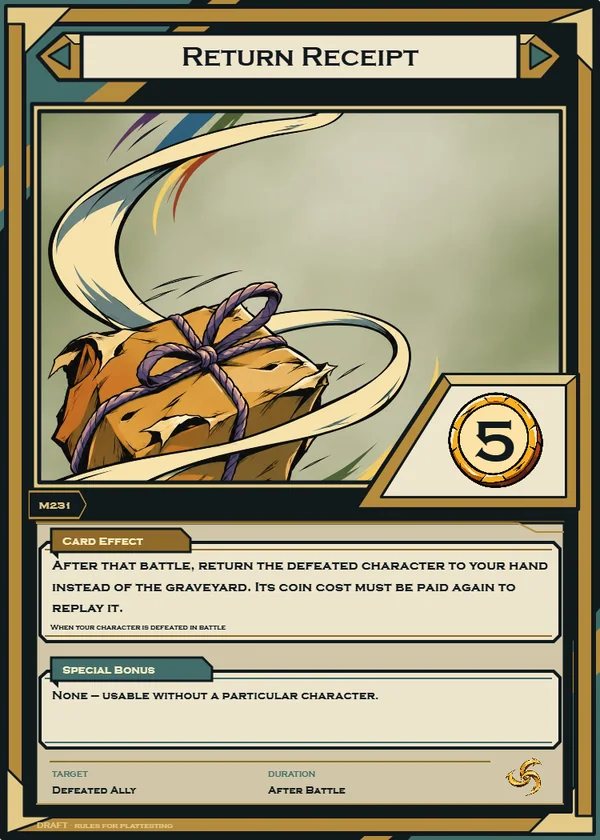 Return Receipt
5
M231
Card Effect
After that battle, return the defeated character to your hand
instead of the graveyard. Its coin cost must be paid again to
replay it.
When your character is defeated in battle
Special Bonus
None – usable without a particular character.
Target
Duration
Defeated Ally
After Battle
DRAFT · Rules for playtesting